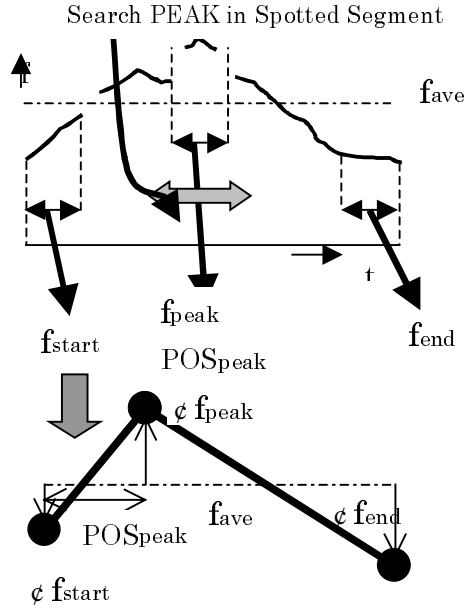 Search PEAK in Spotted Segment
f
fave
t
fpeak
fstart
fend
POSpeak
¢fpeak
fave
¢fend
POSpeak
¢fstart